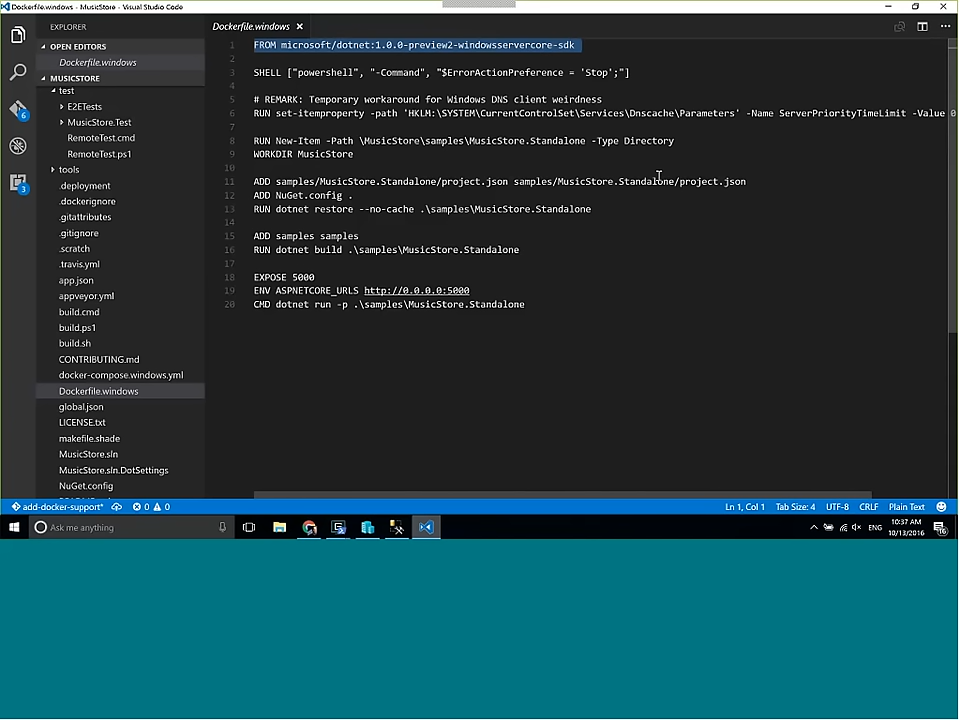 Dockerfile.windows - MusicStore - Visual Studio Code
EXPLORER
OPEN EDITORS
Dockerfile.windows
MUSICSTORE
test
E2ETests
MusicStore.Test
RemoteTest.cmd
RemoteTest.ps1
tools
.deployment
.dockerignore
.gitattributes
.gitignore
.scratch
.travis.yml
app.json
appveyor.yml
build.cmd
build.ps1
build.sh
CONTRIBUTING.md
docker-compose.windows.yml
Dockerfile.windows
global.json
LICENSE.txt
makefile.shade
MusicStore.sln
MusicStore.sln.DotSettings
NuGet.config
6
3
Dockerfile.windows
1 FROM microsoft/dotnet:1.0.0-preview2-windowsservercore-sdk
2
3 SHELL ["powershell", "-Command", "$ErrorActionPreference = 'Stop';"]
4
5 # REMARK: Temporary workaround for Windows DNS client weirdness
6 RUN set-itemproperty -path 'HKLM:\SYSTEM\CurrentControlSet\Services\Dnscache\Parameters' -Name ServerPriorityTimeLimit -Value 0
7
8 RUN New-Item -Path \MusicStore\samples\MusicStore.Standalone -Type Directory
9 WORKDIR MusicStore
10
11 ADD samples/MusicStore.Standalone/project.json samples/MusicStore.Standalone/project.json
12 ADD NuGet.config .
13 RUN dotnet restore --no-cache .\samples\MusicStore.Standalone
14
15 ADD samples samples
16 RUN dotnet build .\samples\MusicStore.Standalone
17
18 EXPOSE 5000
19 ENV ASPNETCORE_URLS http://0.0.0.0:5000
20 CMD dotnet run -p .\samples\MusicStore.Standalone
add-docker-support* 0 0 Ln 1, Col 1 Tab Size: 4 UTF-8 CRLF Plain Text
Ask me anything
ENG
10:37 AM
10/13/2016
16